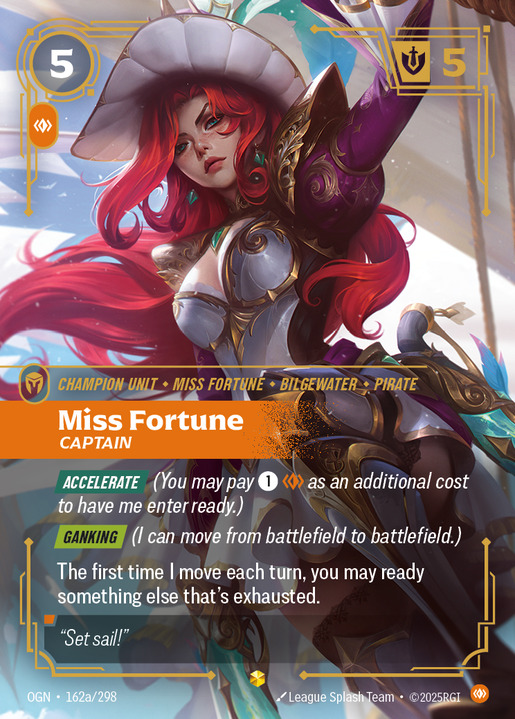 5
5
CHAMPION UNIT • MISS FORTUNE • BILGEWATER • PIRATE
Miss Fortune
CAPTAIN
ACCELERATE (You may pay 1 as an additional cost
to have me enter ready.)
GANKING (I can move from battlefield to battlefield.)
The first time I move each turn, you may ready
something else that's exhausted.
“Set sail!”
OGN • 162a/298 League Splash Team • ©2025RGI